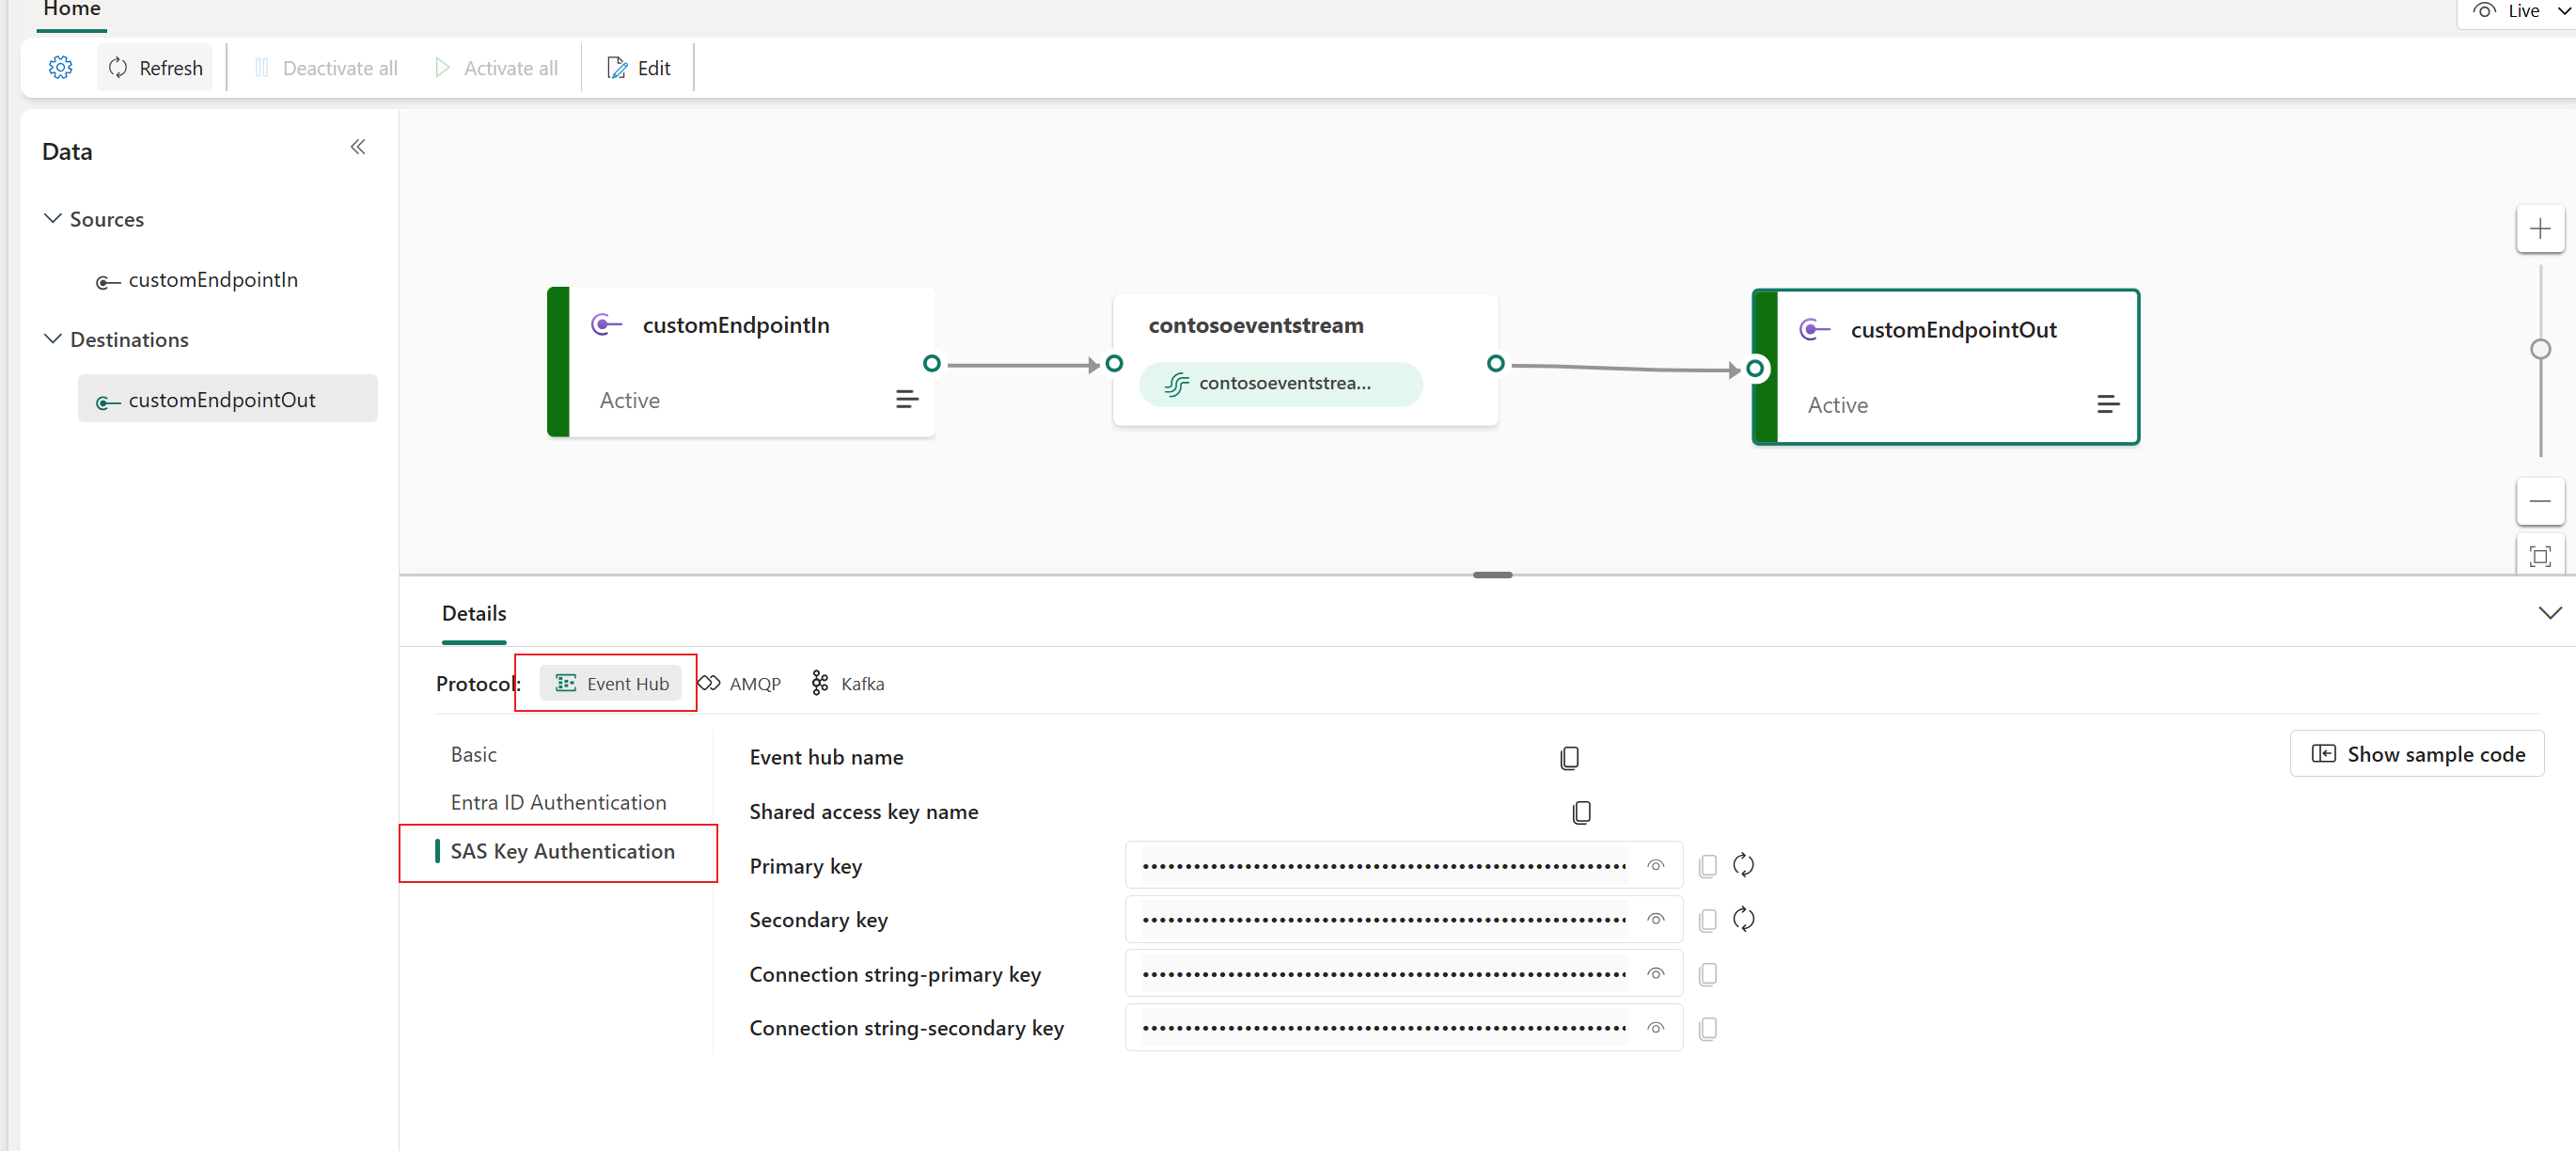 Home
Live
Refresh
Deactivate all
Activate all
Edit
Data
Sources
customEndpointIn
Destinations
customEndpointOut
customEndpointIn
Active
contosoeventstream
contosoeventstrea...
customEndpointOut
Active
Details
Protocol:
Event Hub
AMQP
Kafka
Basic
Entra ID Authentication
SAS Key Authentication
Event hub name
Shared access key name
Primary key
Secondary key
Connection string-primary key
Connection string-secondary key
Show sample code